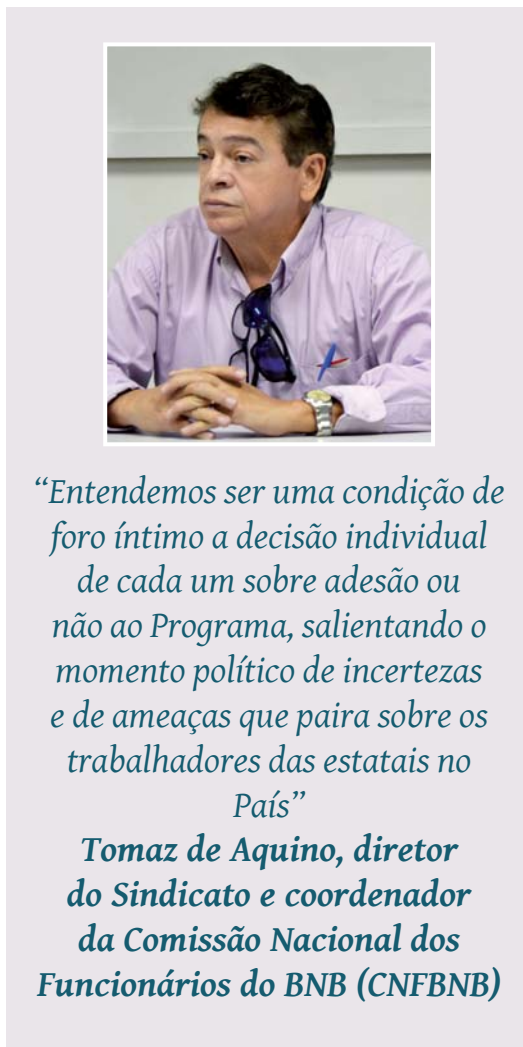 “Entendemos ser uma condição de
foro íntimo a decisão individual
de cada um sobre adesão ou
não ao Programa, salientando o
momento político de incertezas
e de ameaças que paira sobre os
trabalhadores das estatais no
País”
Tomaz de Aquino, diretor
do Sindicato e coordenador
da Comissão Nacional dos
Funcionários do BNB (CNFBNB)